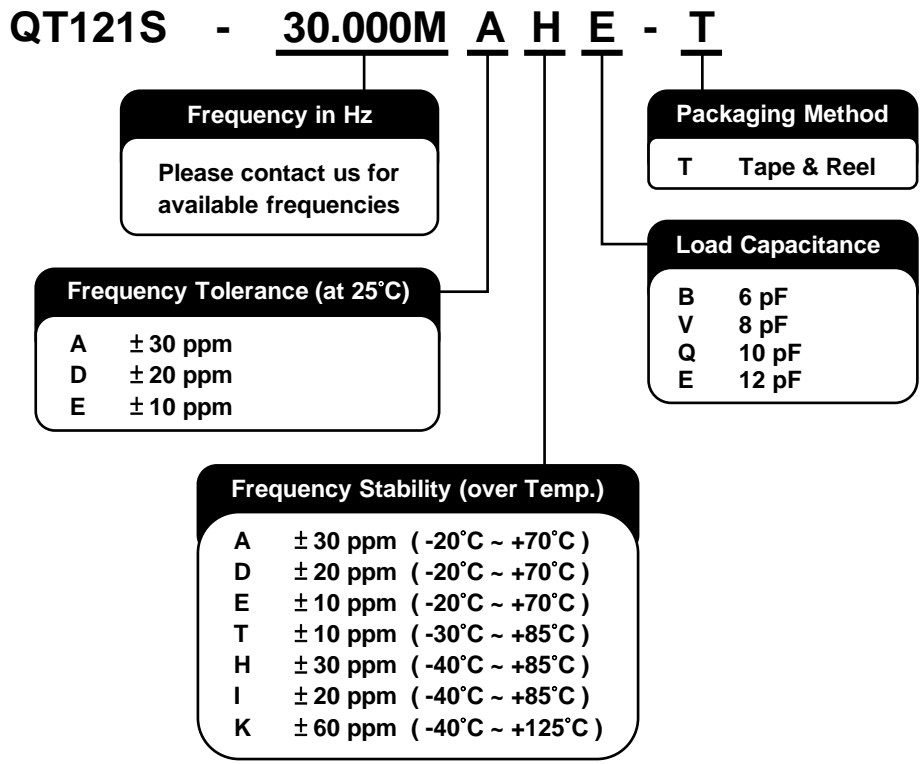 QT121S - 30.000M A H E - T
Frequency in Hz
Please contact us for
available frequencies
Packaging Method
T Tape & Reel
Load Capacitance
B 6 pF
V 8 pF
Q 10 pF
E 12 pF
Frequency Tolerance (at 25˚C)
A ± 30 ppm
D ± 20 ppm
E ± 10 ppm
Frequency Stability (over Temp.)
A ± 30 ppm ( -20˚C ~ +70˚C )
D ± 20 ppm ( -20˚C ~ +70˚C )
E ± 10 ppm ( -20˚C ~ +70˚C )
T ± 10 ppm ( -30˚C ~ +85˚C )
H ± 30 ppm ( -40˚C ~ +85˚C )
I ± 20 ppm ( -40˚C ~ +85˚C )
K ± 60 ppm ( -40˚C ~ +125˚C )